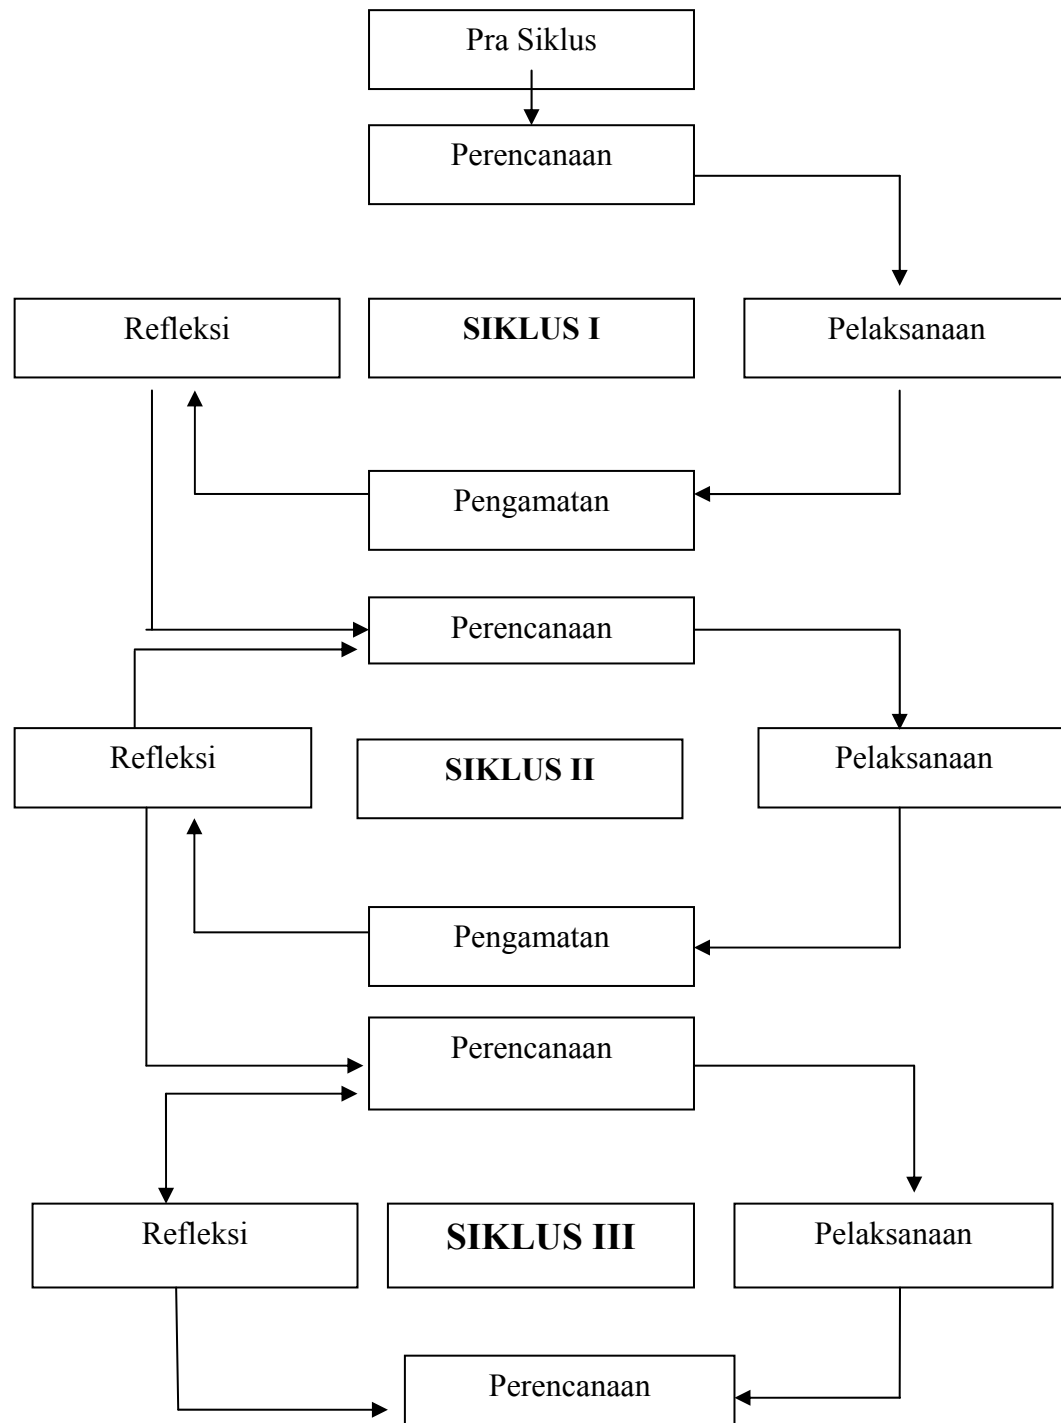 Pra Siklus
Perencanaan
Refleksi
SIKLUS I
Pelaksanaan
Pengamatan
Perencanaan
Refleksi
SIKLUS II
Pelaksanaan
Pengamatan
Perencanaan
Refleksi
SIKLUS III
Pelaksanaan
Perencanaan